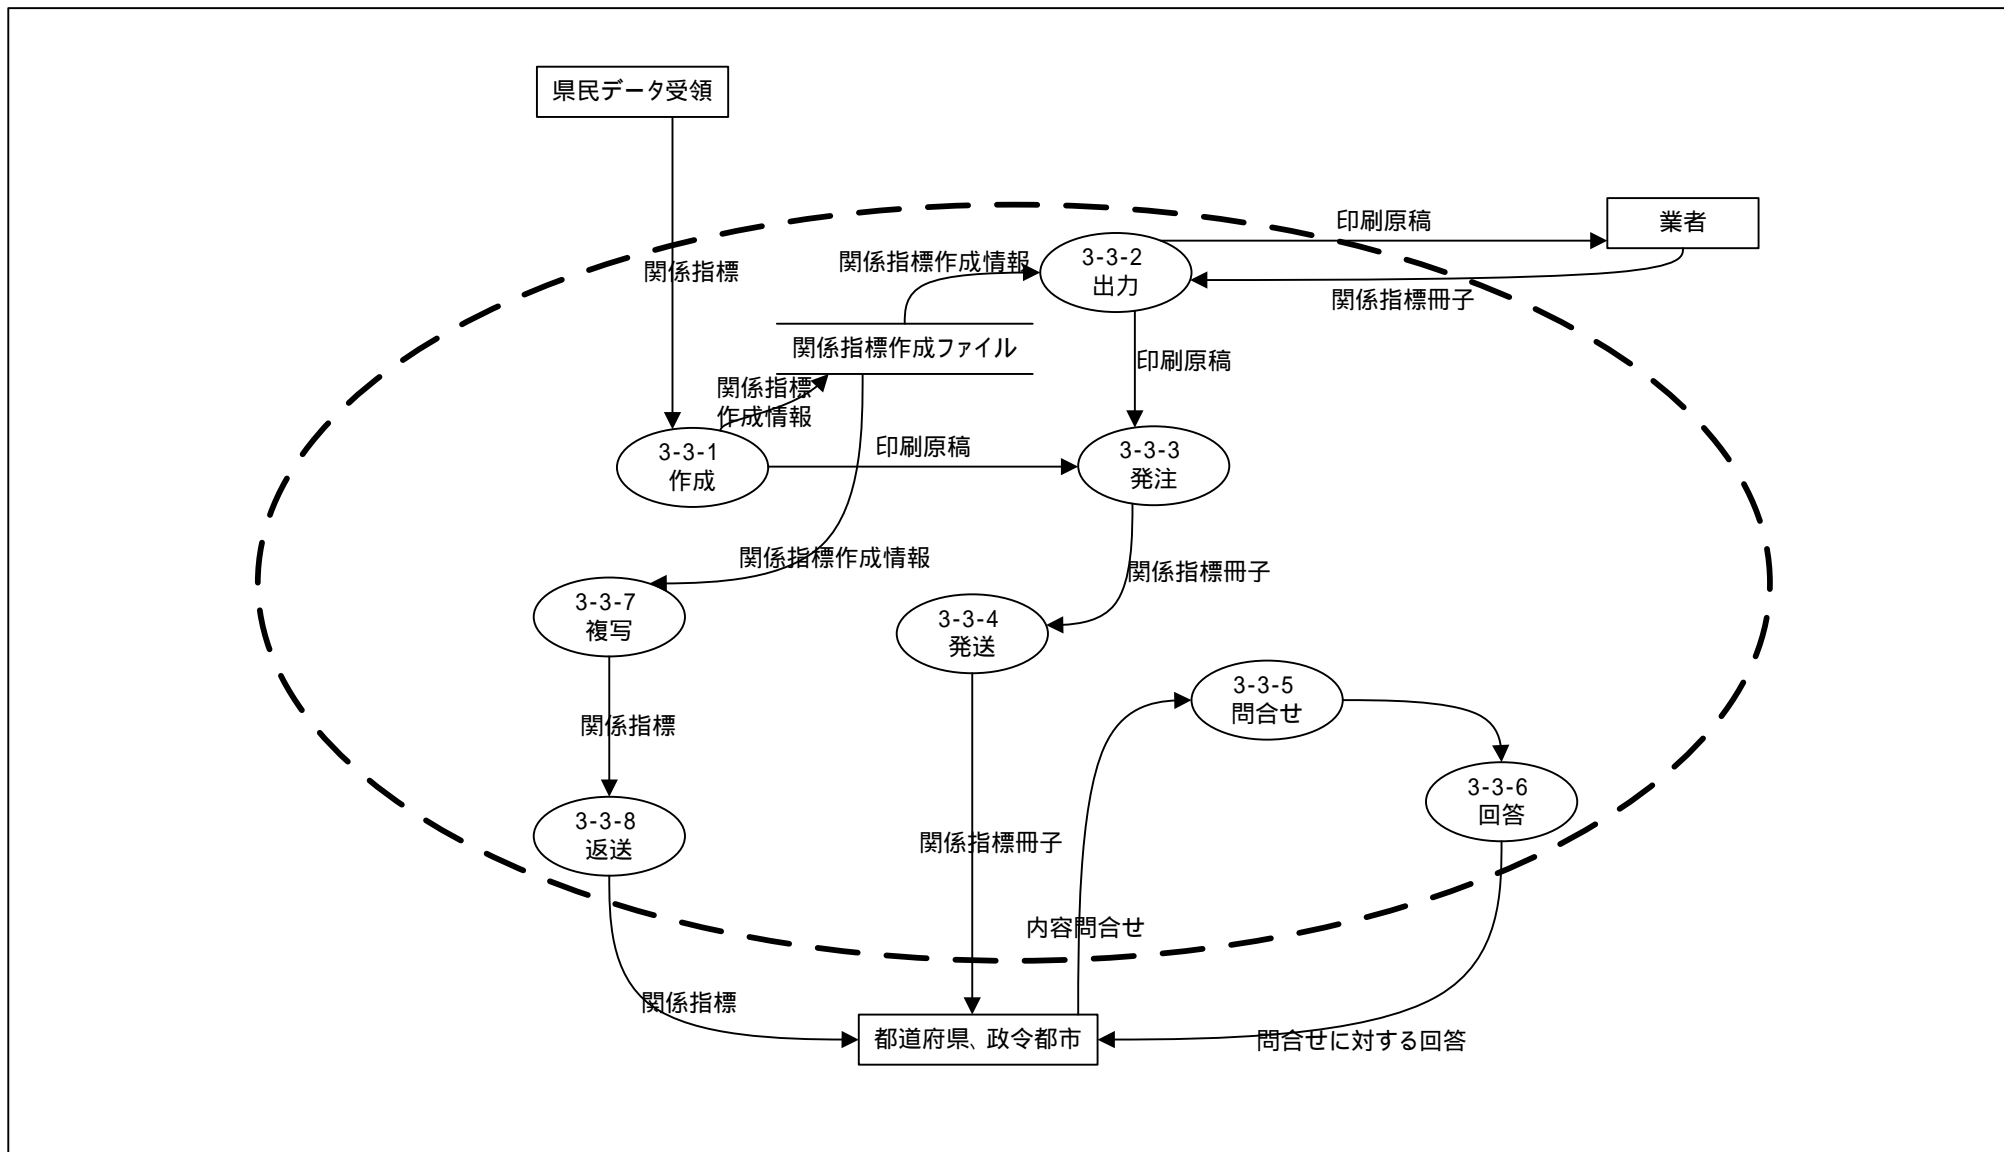 県民データ受領
業者
印刷原稿
関係指標
関係指標作成情報
3-3-2
出力
関係指標冊子
関係指標作成ファイル
印刷原稿
関係指標
作成情報
3-3-1
作成
印刷原稿
3-3-3
発注
関係指標作成情報
関係指標冊子
3-3-7
複写
3-3-4
発送
3-3-5
問合せ
関係指標
3-3-6
回答
3-3-8
返送
関係指標冊子
内容問合せ
関係指標
都道府県、政令都市
問合せに対する回答